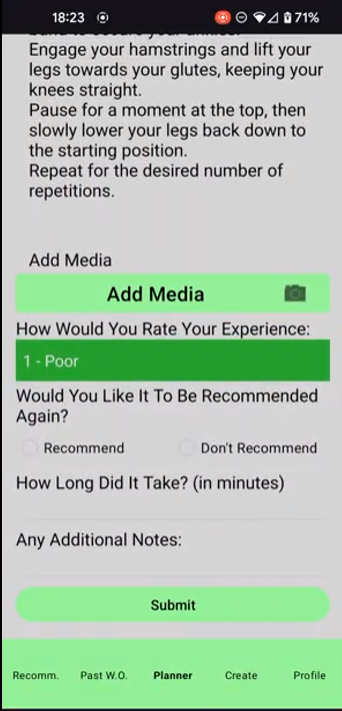 18:23 71%
Engage your hamstrings and lift your
legs towards your glutes, keeping your
knees straight.
Pause for a moment at the top, then
slowly lower your legs back down to
the starting position.
Repeat for the desired number of
repetitions.
Add Media
Add Media
How Would You Rate Your Experience:
1 - Poor
Would You Like It To Be Recommended
Again?
Recommend Don't Recommend
How Long Did It Take? (in minutes)
Any Additional Notes:
Submit
Recomm. Past W.O. Planner Create Profile